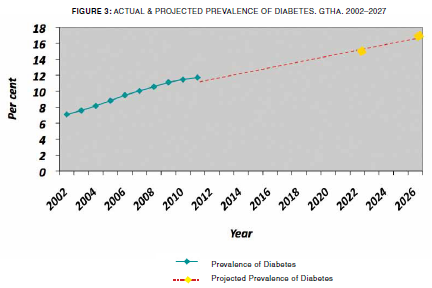 FIGURE 3: ACTUAL & PROJECTED PREVALENCE OF DIABETES. GTHA. 2002–2027
18
16
14
12
10
8
6
4
2
0
Per cent
2002 2004 2006 2008 2010 2012 2014 2016 2018 2020 2022 2024 2026
Year
Prevalence of Diabetes
Projected Prevalence of Diabetes